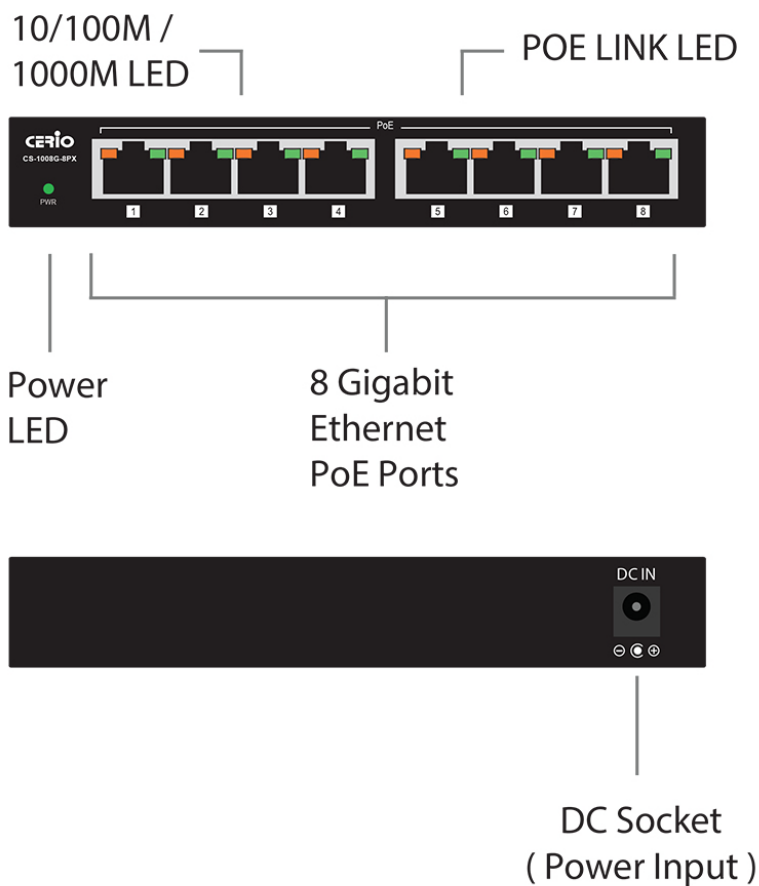 10/100M /
1000M LED
POE LINK LED
CERIO
CS-1008G-8PX
PWR
PoE
1 2 3 4 5 6 7 8
Power
LED
8 Gigabit
Ethernet
PoE Ports
DC IN
DC Socket
( Power Input )